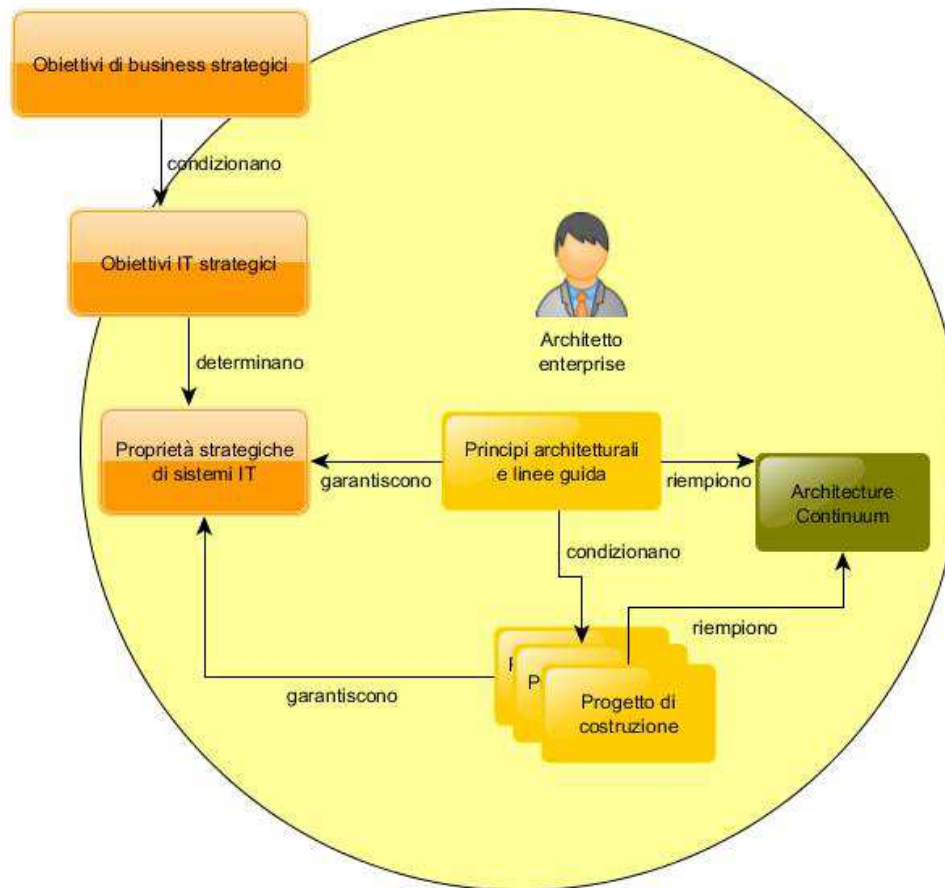 Obiettivi di business strategici
condizionano
Obiettivi IT strategici
Architetto
enterprise
determinano
Proprietà strategiche
di sistemi IT
garantiscono
Principi architetturali
e linee guida
riempiono
Architecture
Continuum
condizionano
riempiono
P
P
garantiscono
Progetto di
costruzione